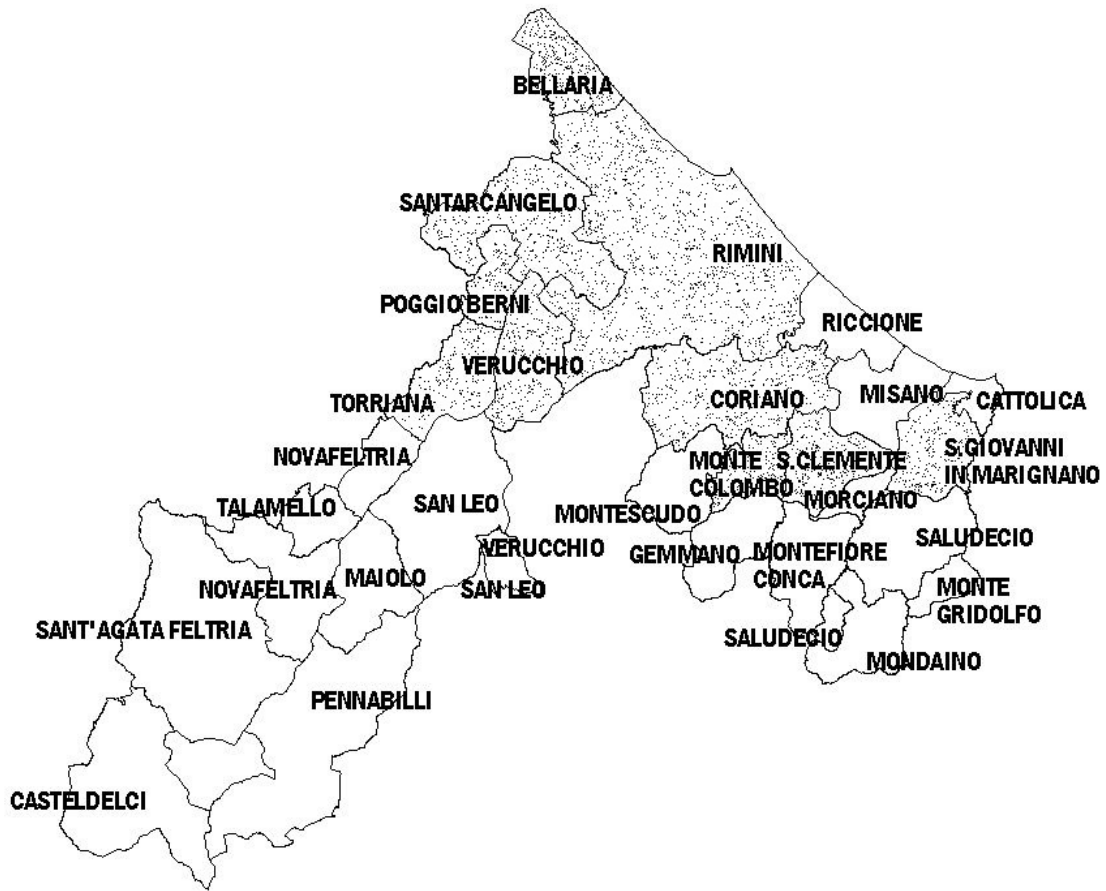 BELLARIA
SANTARCANGELO
RIMINI
POGGIO BERNI
RICCIONE
VERUCCHIO
MISANO
CORIANO
CATTOLICA
TORRIANA
NOVAFELTRIA
S.GIOVANNI
IN MARIGNANO
MONTE
COLOMBO
S.CLEMENTE
MORCIANO
TALAMELLO
SAN LEO
MONTESCUDO
SALUDECIO
VERUCCHIO
GEMMANO
MONTEFIORE
CONCA
MAIOLO
NOVAFELTRIA
SAN LEO
MONTE
GRIDOLFO
SANT'AGATA FELTRIA
SALUDECIO
MONDAINO
PENNABILLI
CASTELDELCI